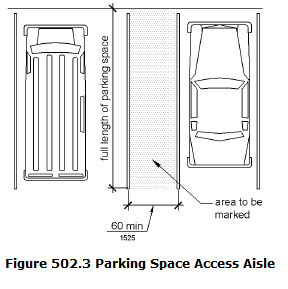 full length of parking space
area to be
marked
60 min
1525
Figure 502.3 Parking Space Access Aisle